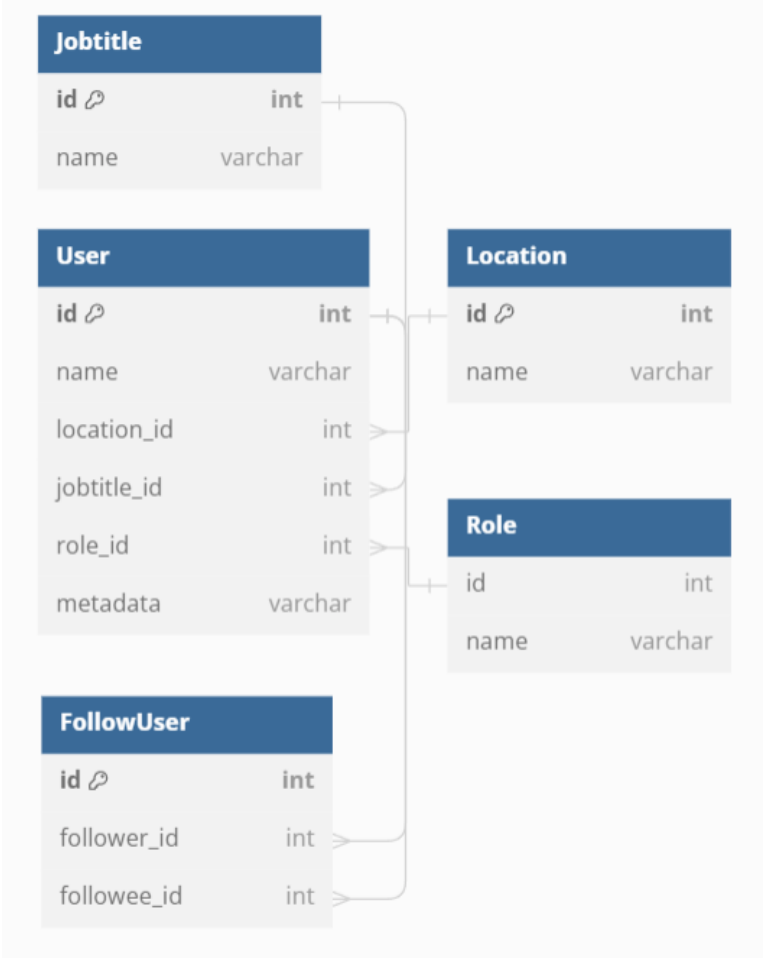 Jobtitle
id int
name varchar
User
id int
name varchar
location_id int
jobtitle_id int
role_id int
metadata varchar
Location
id int
name varchar
Role
id int
name varchar
FollowUser
id int
follower_id int
followee_id int